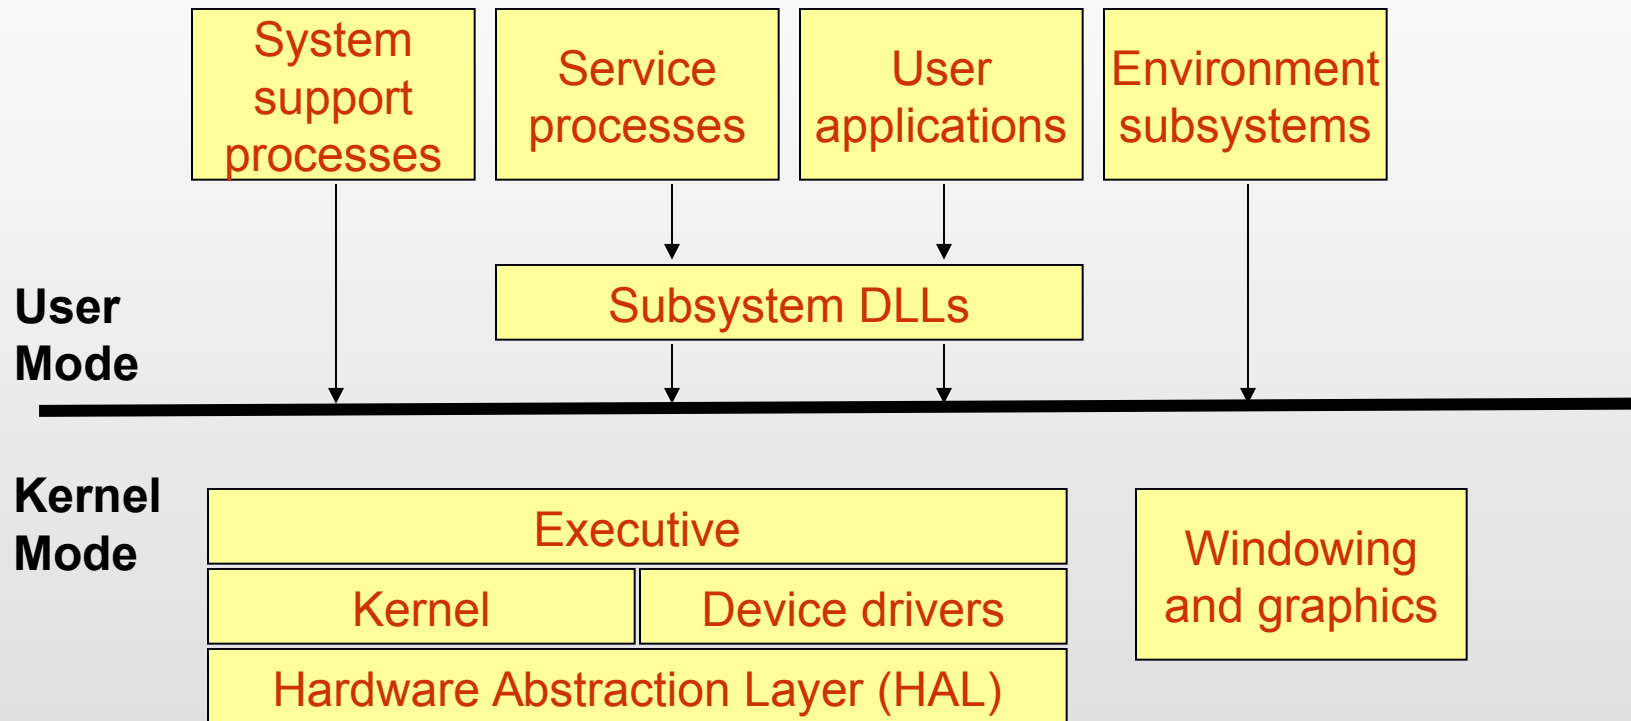 System
support
processes
Service
processes
User
applications
Environment
subsystems
Subsystem DLLs
User
Mode
Kernel
Mode
Executive
Kernel
Device drivers
Hardware Abstraction Layer (HAL)
Windowing
and graphics